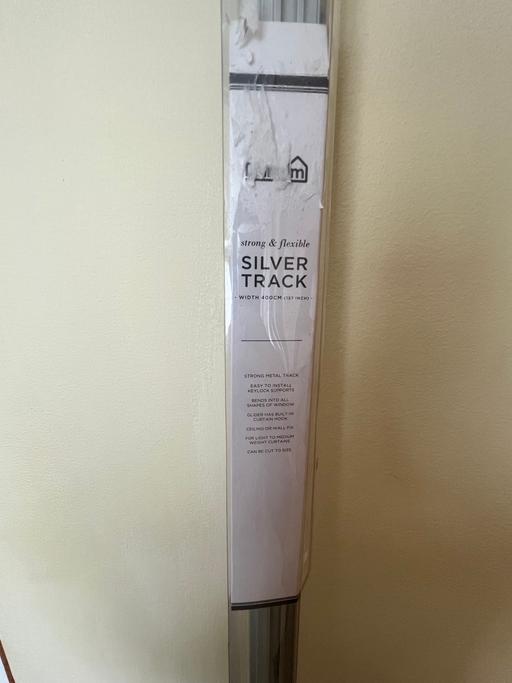 strong & flexible
SILVER
TRACK
- WIDTH 400CM (157 INCH) -
STRONG METAL TRACK
EASY TO INSTALL
KEYLOCK SUPPORTS
BENDS INTO ALL
SHAPES OF WINDOW
GLIDER HAS BUILT IN
CURTAIN HOOK
CEILING OR WALL FIX
FOR LIGHT TO MEDIUM
WEIGHT CURTAINS
CAN BE CUT TO SIZE